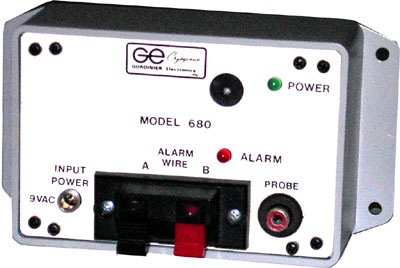 GE
GORDINIER Electronics
POWER
MODEL 680
ALARM
WIRE
A B
ALARM
INPUT
POWER
9VAC
PROBE